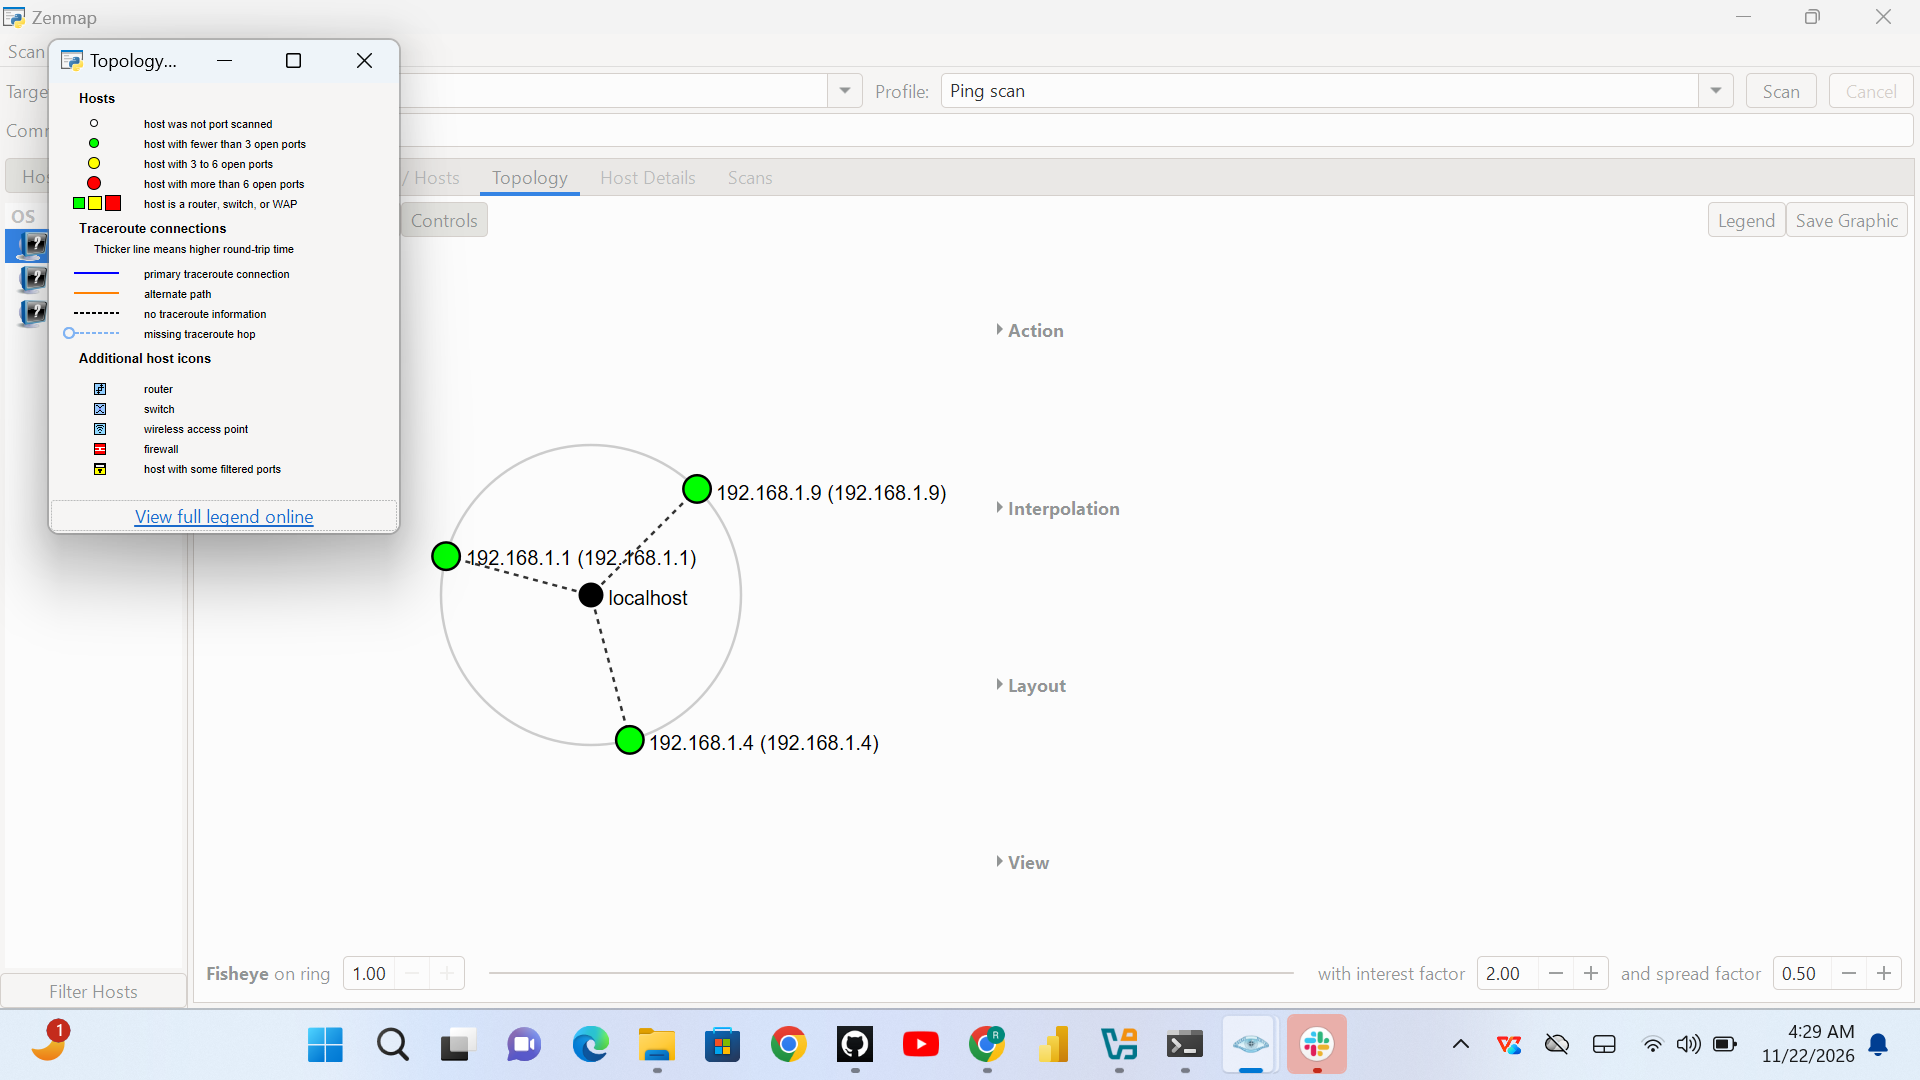 Zenmap
Scan
Topology...
Targe
Profile:
Ping scan
Scan
Cancel
Comm
Hosts
host was not port scanned
host with fewer than 3 open ports
host with 3 to 6 open ports
host with more than 6 open ports
host is a router, switch, or WAP
Traceroute connections
Thicker line means higher round-trip time
primary traceroute connection
alternate path
no traceroute information
missing traceroute hop
Additional host icons
router
switch
wireless access point
firewall
host with some filtered ports
View full legend online
Hos
/ Hosts
Topology
Host Details
Scans
OS
Controls
Legend
Save Graphic
Action
Interpolation
Layout
View
192.168.1.9 (192.168.1.9)
192.168.1.1 (192.168.1.1)
localhost
192.168.1.4 (192.168.1.4)
Filter Hosts
Fisheye on ring
1.00
with interest factor
2.00
and spread factor
0.50
1
R
4:29 AM
11/22/2026